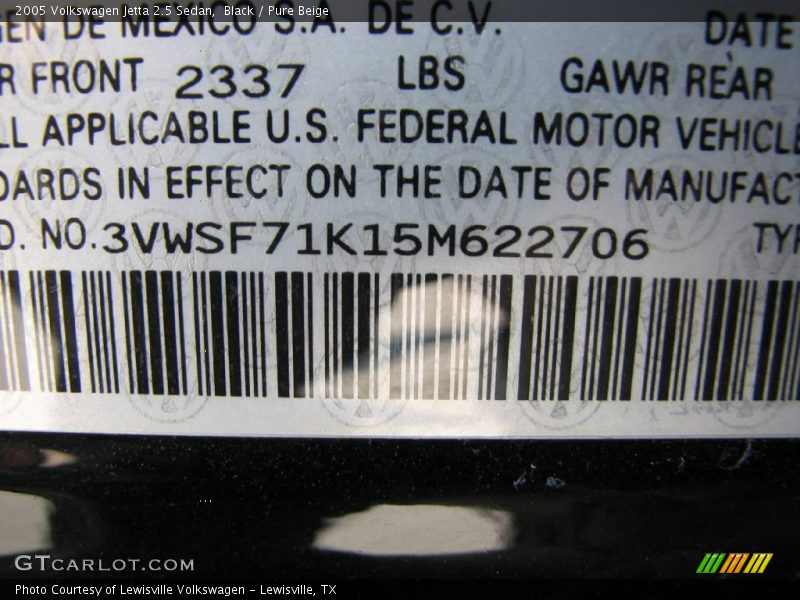 2005 Volkswagen Jetta 2.5 Sedan, Black / Pure Beige
GEN DE MEXICO S.A. DE C.V. DATE
R FRONT 2337 LBS GAWR REAR
LL APPLICABLE U.S. FEDERAL MOTOR VEHICLE
DARDS IN EFFECT ON THE DATE OF MANUFACT
D. NO. 3VWSF71K15M622706 TYP
GTCARLOT.COM
Photo Courtesy of Lewisville Volkswagen - Lewisville, TX